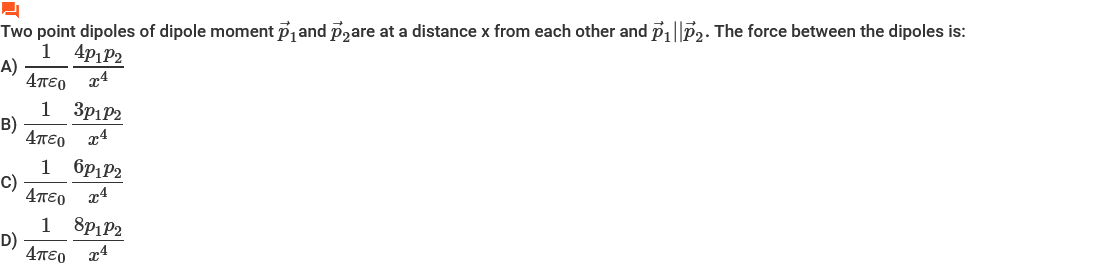 Two point dipoles of dipole moment $\vec{p}_1$ and $\vec{p}_2$ are at a distance x from each other and $\vec{p}_1 || \vec{p}_2$. The force between the dipoles is:
A) $\frac{1}{4\pi\varepsilon_0} \frac{4p_1p_2}{x^4}$
B) $\frac{1}{4\pi\varepsilon_0} \frac{3p_1p_2}{x^4}$
C) $\frac{1}{4\pi\varepsilon_0} \frac{6p_1p_2}{x^4}$
D) $\frac{1}{4\pi\varepsilon_0} \frac{8p_1p_2}{x^4}$